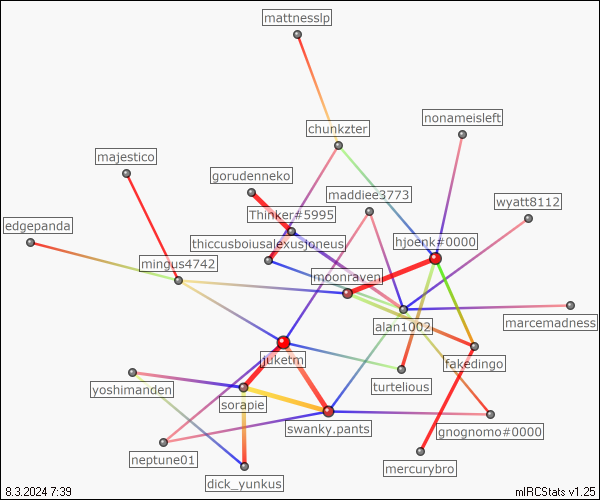 mattnesslp
nonameisleft
chunkzter
majestico
gorudenneko
maddiee3773
wyatt8112
Thinker#5995
edgepanda
thiccusboiusalexusjoneus
hjoenk#0000
mingus4742
moonraven
marcemadness
alan1002
juketm
fakedingo
yoshimanden
turtelious
sorapie
swanky.pants
gnognomo#0000
neptune01
mercurybro
dick_yunkus
8.3.2024 7:39
mIRCStats v1.25